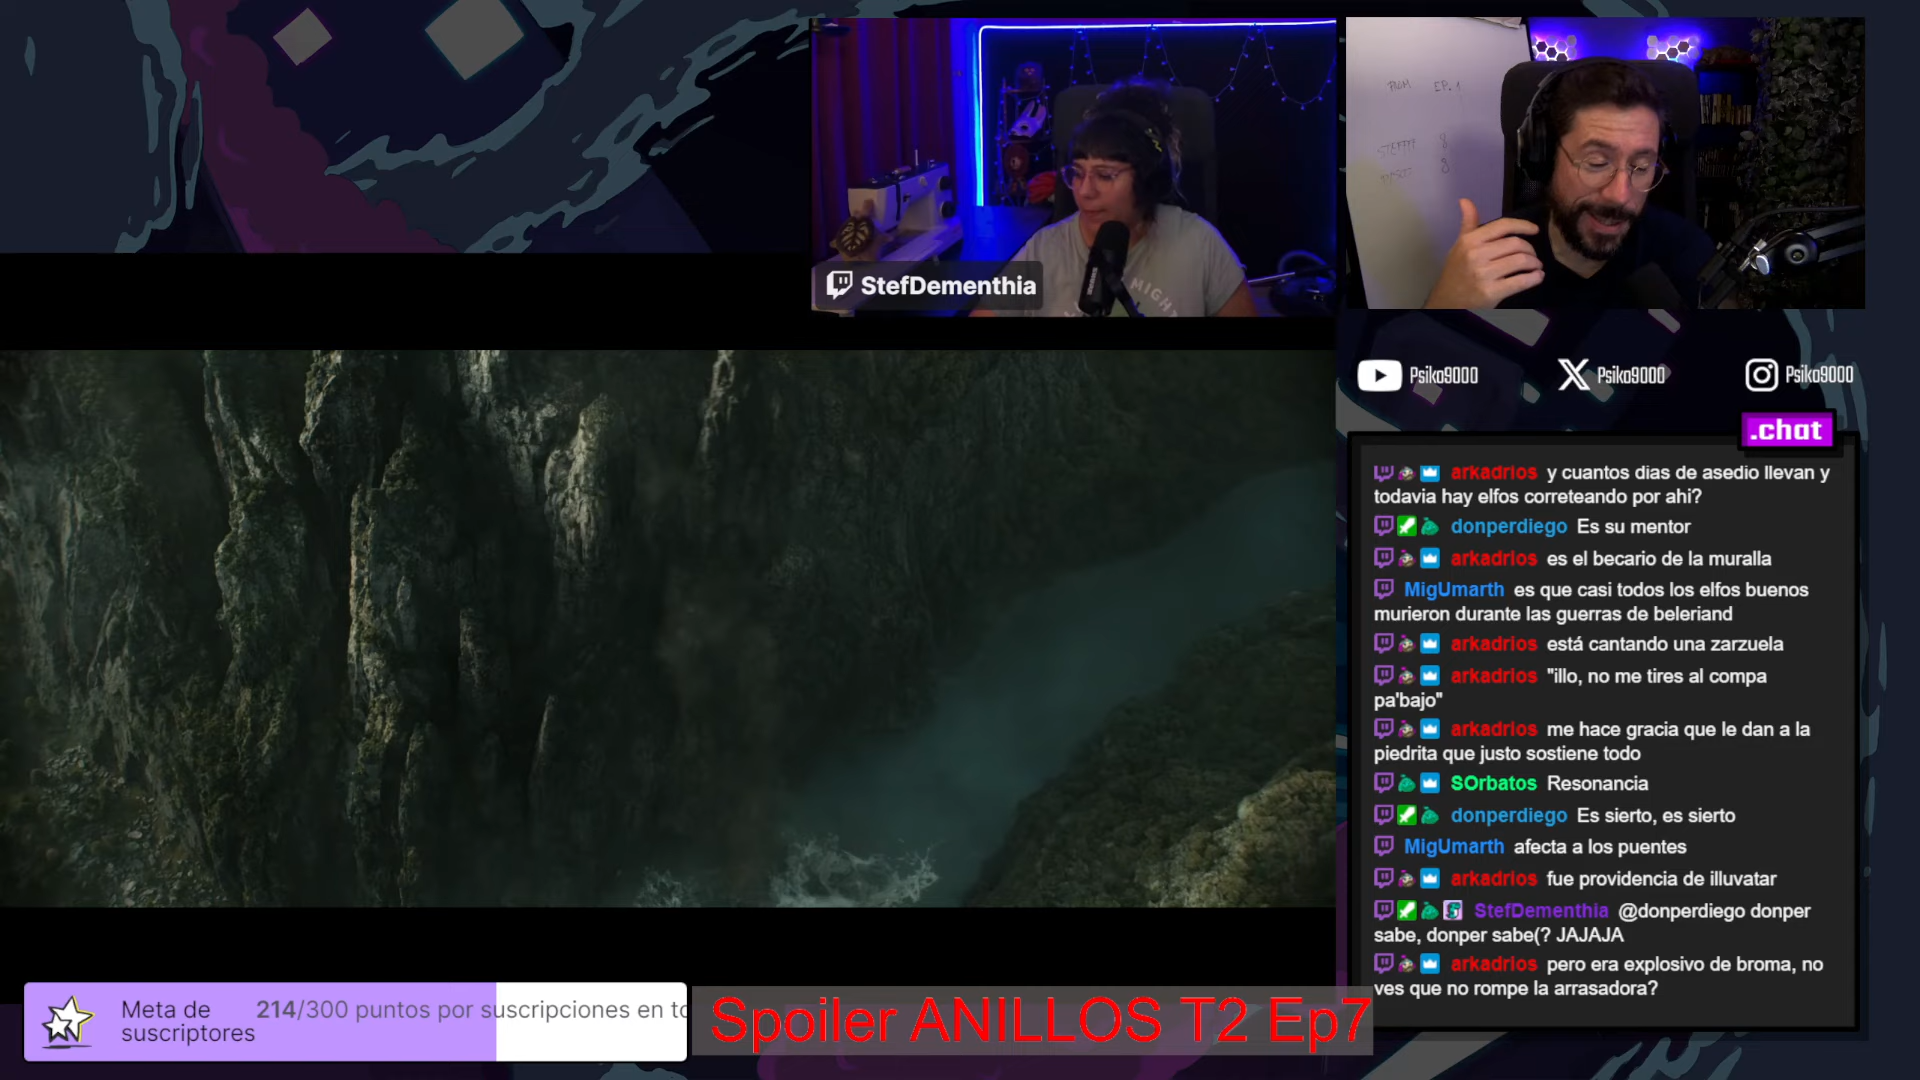 PGM EP.1
8
8
MIGHT
StefDementhia
Psiko9000
Psiko9000
Psiko9000
.chat
arkadrios y cuantos dias de asedio llevan y
todavia hay elfos correteando por ahi?
donperdiego Es su mentor
arkadrios es el becario de la muralla
MigUmarth es que casi todos los elfos buenos
murieron durante las guerras de beleriand
arkadrios está cantando una zarzuela
arkadrios "illo, no me tires al compa
pa'bajo"
arkadrios me hace gracia que le dan a la
piedrita que justo sostiene todo
SOrbatos Resonancia
donperdiego Es sierto, es sierto
MigUmarth afecta a los puentes
arkadrios fue providencia de illuvatar
StefDementhia @donperdiego donper
sabe, donper sabe(? JAJAJA
arkadrios pero era explosivo de broma, no
ves que no rompe la arrasadora?
Meta de
suscriptores
214/300 puntos por suscripciones en to
Spoiler ANILLOS T2 Ep7